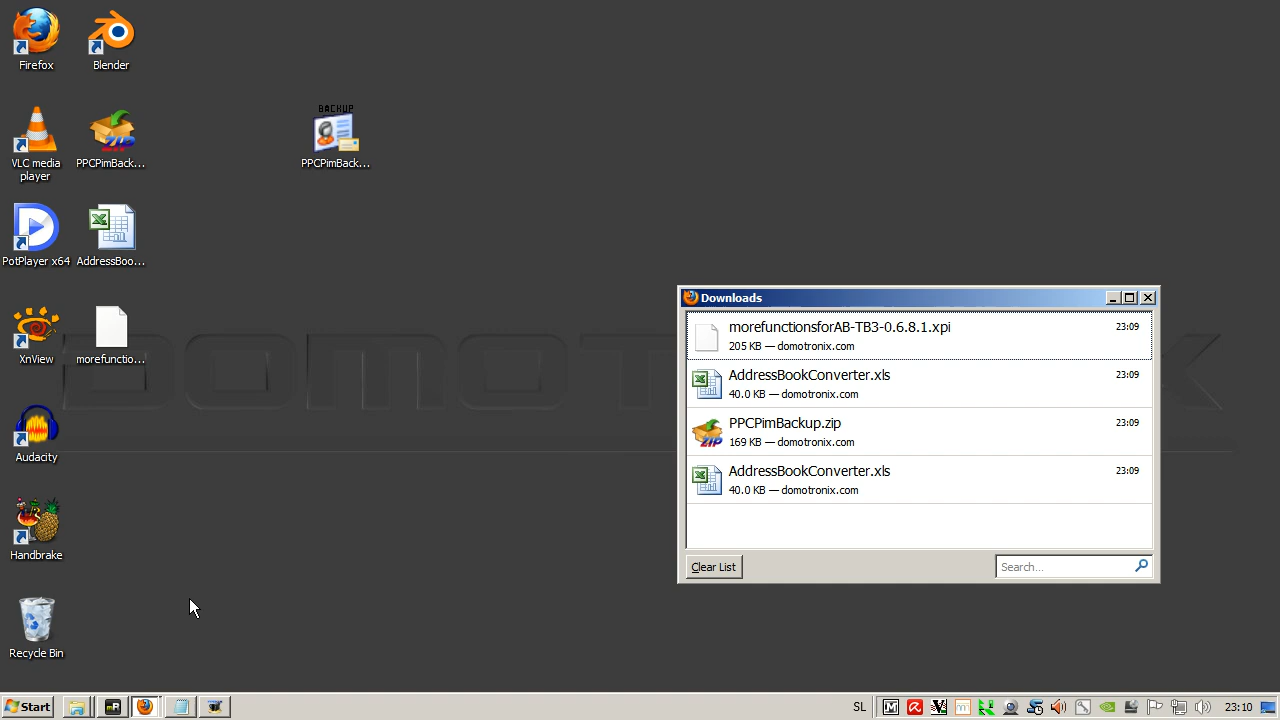 Firefox
Blender
BACKUP
VLC media
player
PPCPimBack...
PPCPimBack...
PotPlayer x64
AddressBoo...
XnView
morefunctio...
DOMOTRONIX
Audacity
Handbrake
Recycle Bin
Downloads
morefunctionsforAB-TB3-0.6.8.1.xpi
23:09
205 KB — domotronix.com
AddressBookConverter.xls
23:09
40.0 KB — domotronix.com
PPCPimBackup.zip
23:09
169 KB — domotronix.com
AddressBookConverter.xls
23:09
40.0 KB — domotronix.com
Clear List
Search...
Start
mR
SL
M
23:10